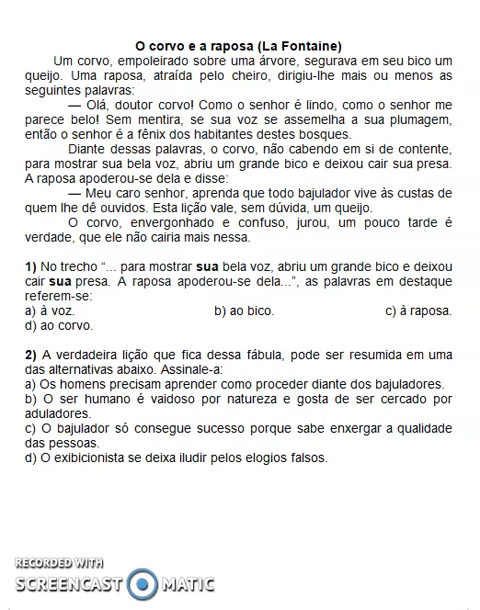 O corvo e a raposa (La Fontaine)
Um corvo, empoleirado sobre uma árvore, segurava em seu bico um
queijo. Uma raposa, atraída pelo cheiro, dirigiu-lhe mais ou menos as
seguintes palavras:
— Olá, doutor corvo! Como o senhor é lindo, como o senhor me
parece belo! Sem mentira, se sua voz se assemelha a sua plumagem,
então o senhor é a fênix dos habitantes destes bosques.
Diante dessas palavras, o corvo, não cabendo em si de contente,
para mostrar sua bela voz, abriu um grande bico e deixou cair sua presa.
A raposa apoderou-se dela e disse:
— Meu caro senhor, aprenda que todo bajulador vive às custas de
quem lhe dê ouvidos. Esta lição vale, sem dúvida, um queijo.
O corvo, envergonhado e confuso, jurou, um pouco tarde é
verdade, que ele não cairia mais nessa.
1) No trecho “... para mostrar sua bela voz, abriu um grande bico e deixou
cair sua presa. A raposa apoderou-se dela...”, as palavras em destaque
referem-se:
a) à voz. b) ao bico. c) à raposa.
d) ao corvo.
2) A verdadeira lição que fica dessa fábula, pode ser resumida em uma
das alternativas abaixo. Assinale-a:
a) Os homens precisam aprender como proceder diante dos bajuladores.
b) O ser humano é vaidoso por natureza e gosta de ser cercado por
aduladores.
c) O bajulador só consegue sucesso porque sabe enxergar a qualidade
das pessoas.
d) O exibicionista se deixa iludir pelos elogios falsos.
RECORDED WITH
SCREENCAST MATIC